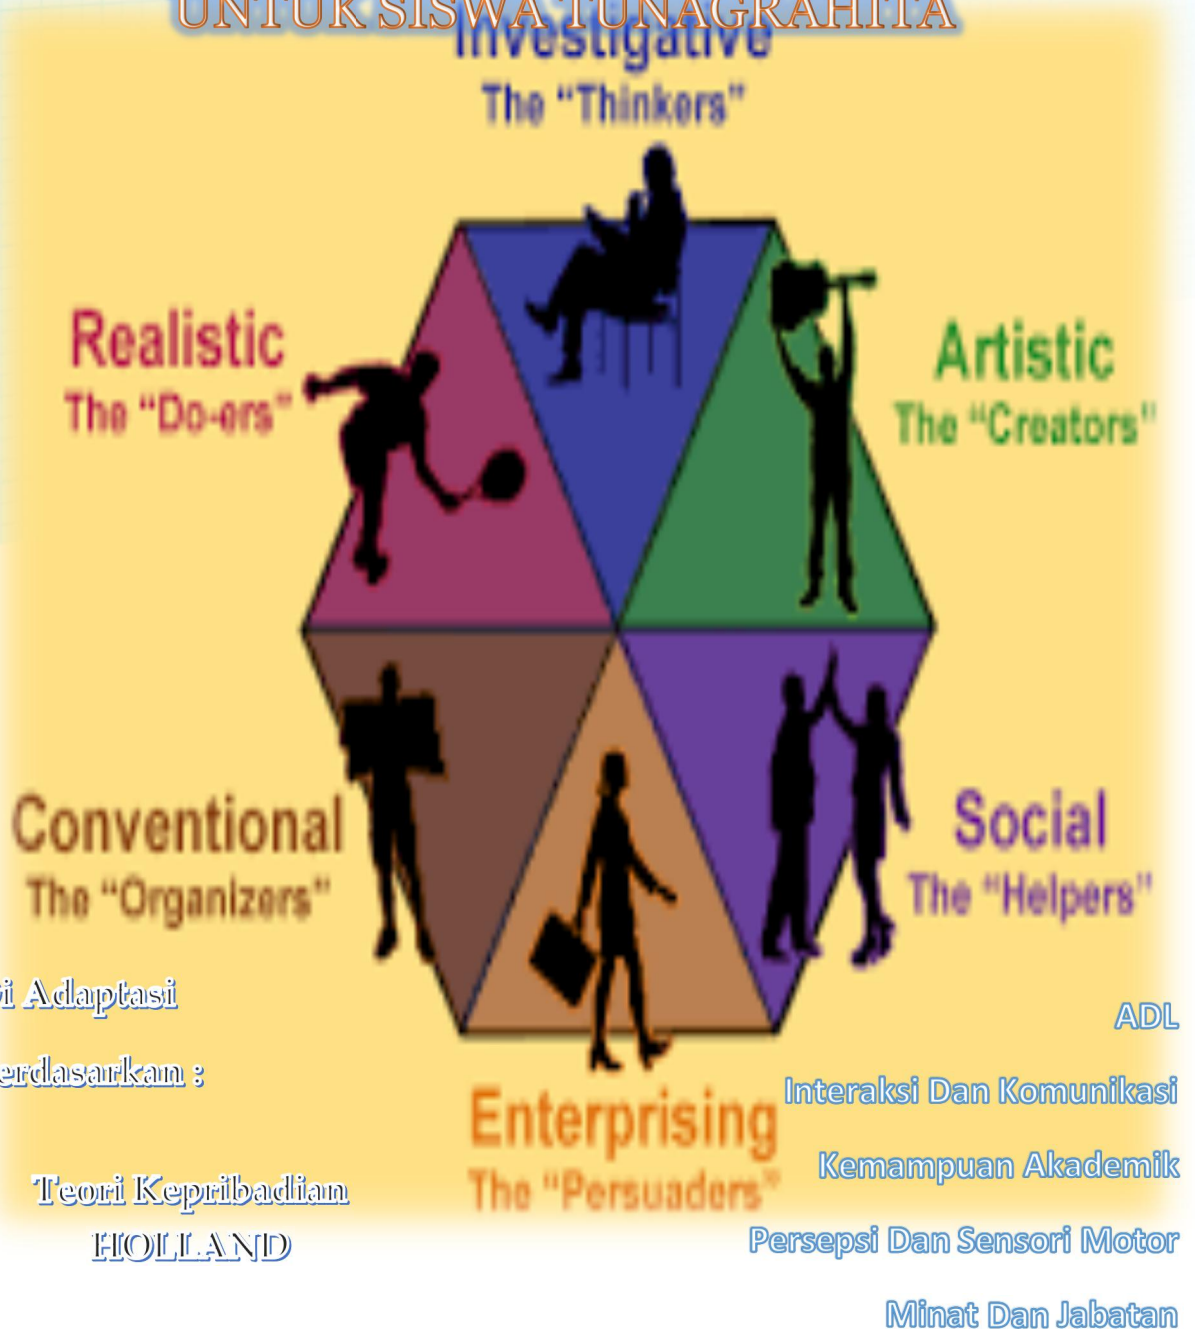 UNTUK SISWA TUNAGRAHITA
Investigative
The “Thinkers”
Realistic
The “Do-ers”
Artistic
The “Creators”
Conventional
The “Organizers”
Social
The “Helpers”
Enterprising
The “Persuaders”
i Adaptasi
erdasarkan :
Teori Kepribadian
HOLLAND
ADL
Interaksi Dan Komunikasi
Kemampuan Akademik
Persepsi Dan Sensori Motor
Minat Dan Jabatan